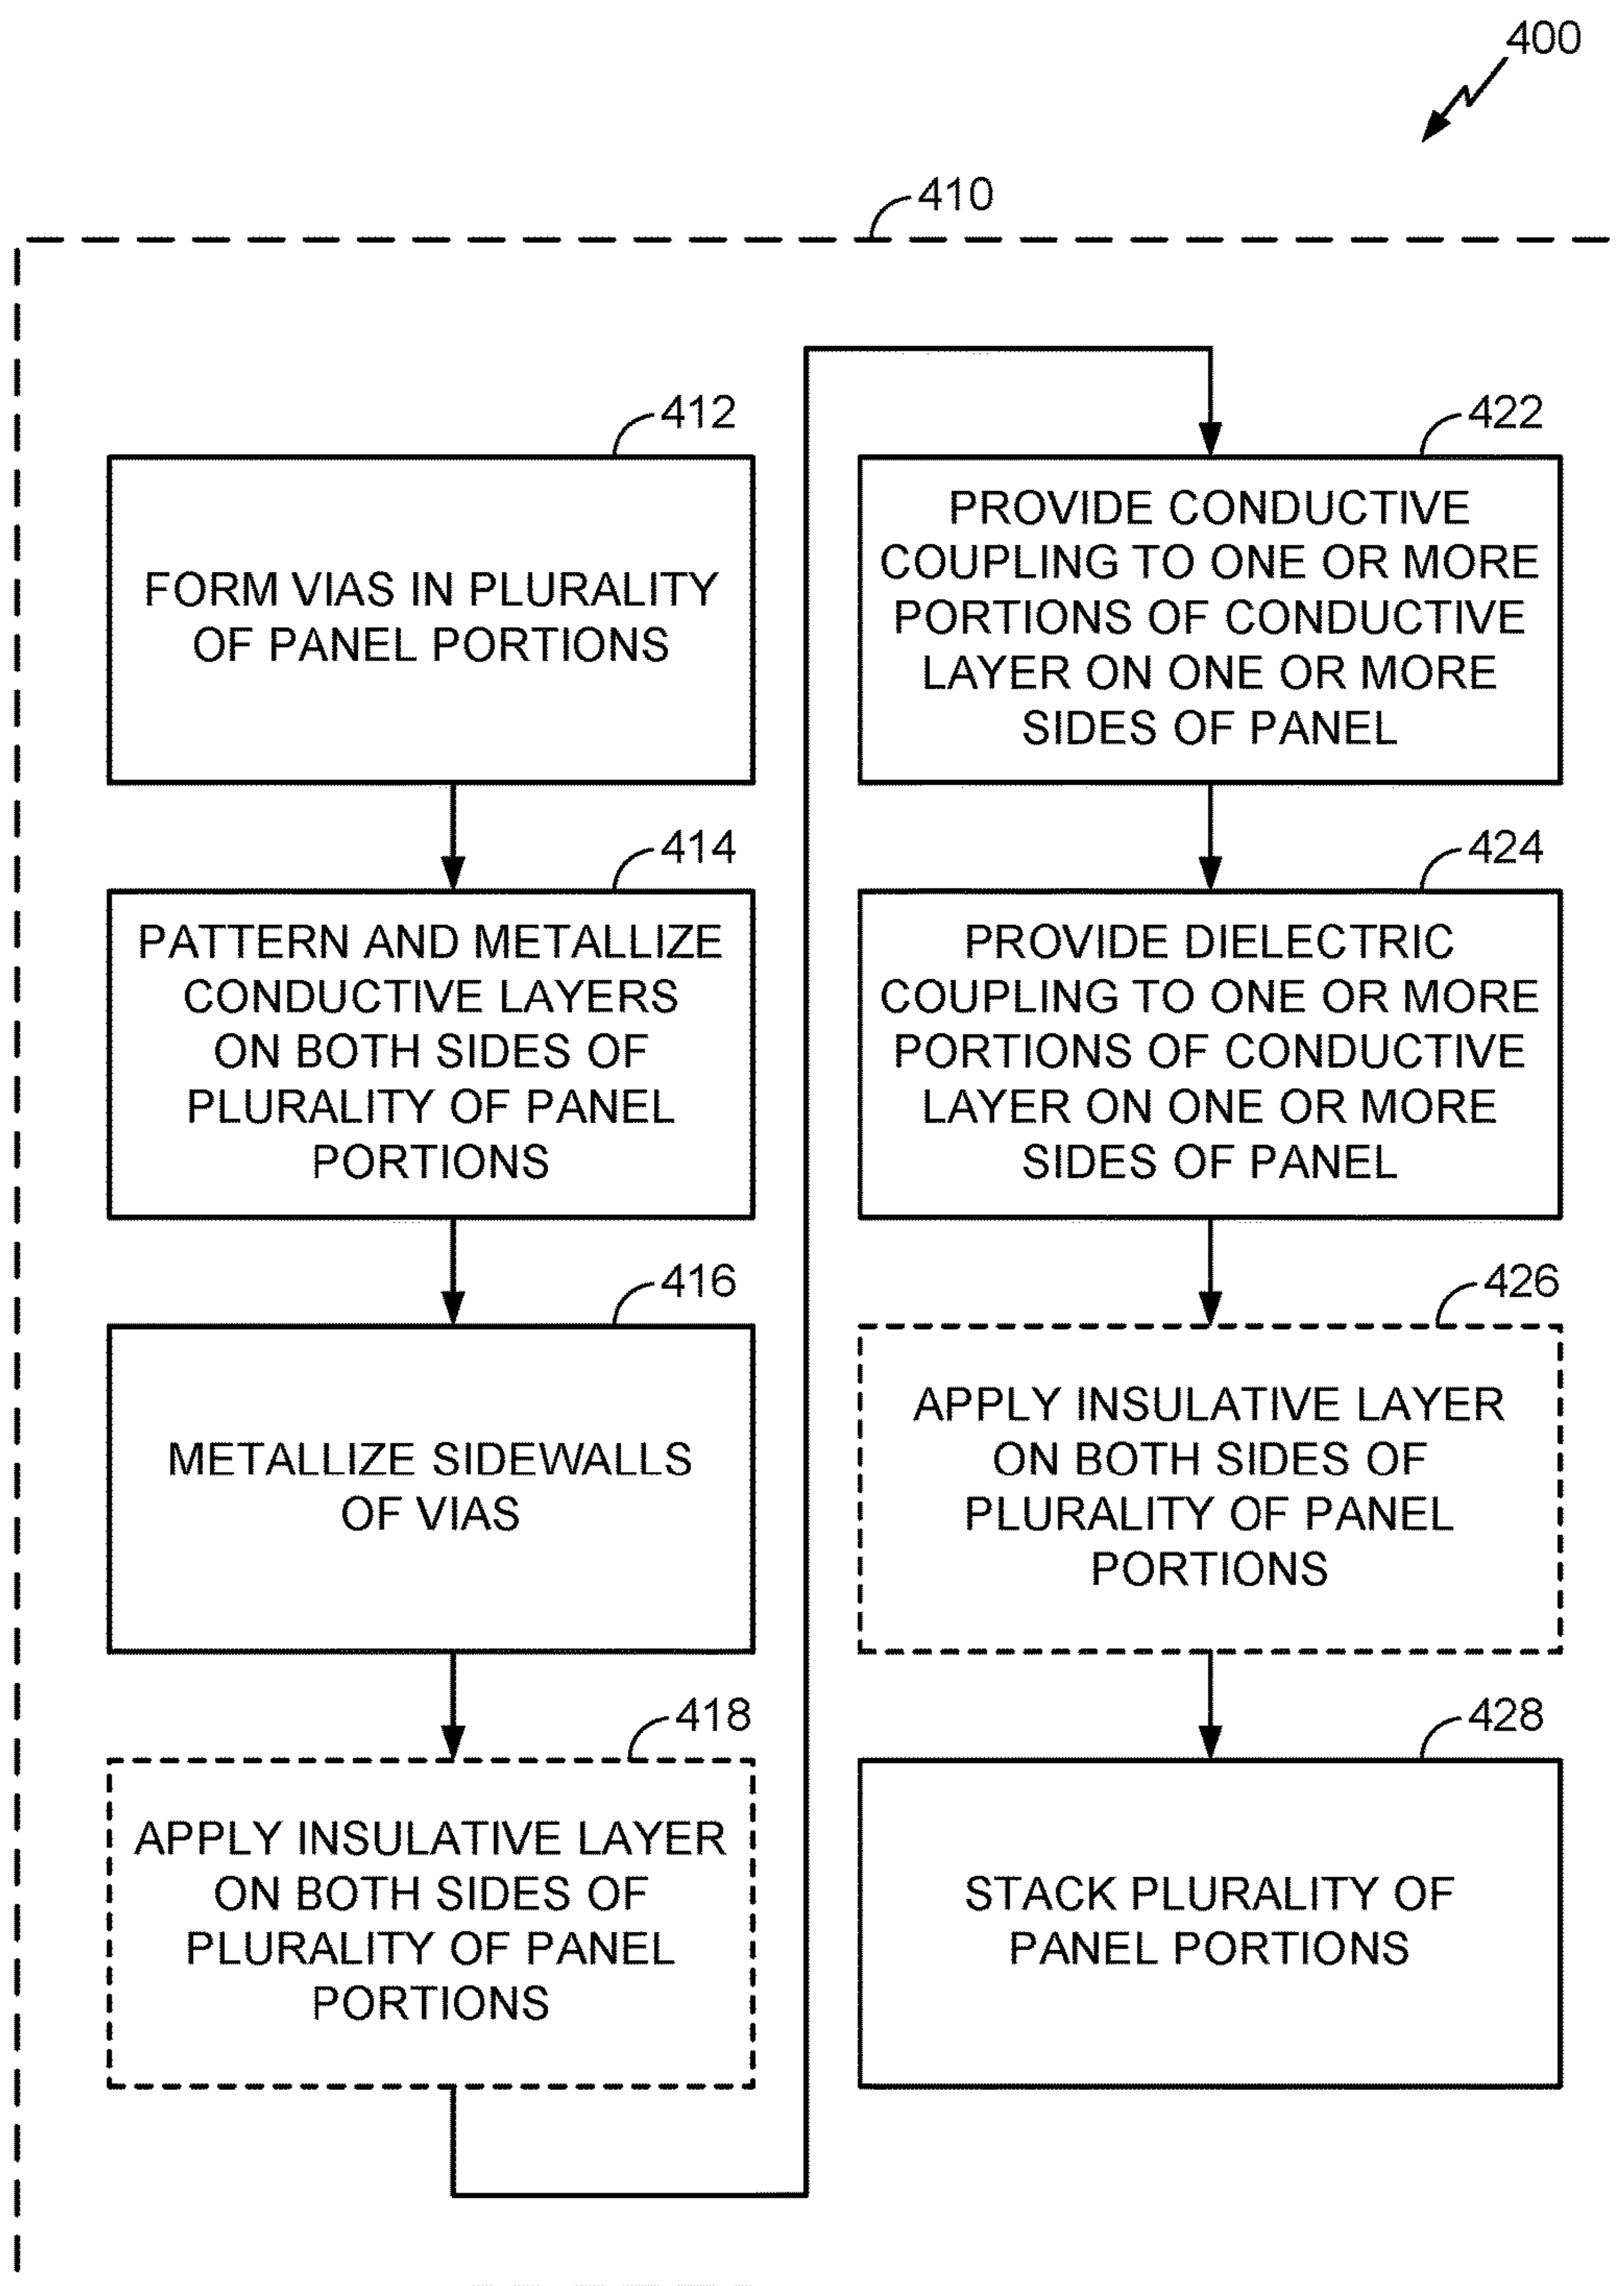 400
410
412
FORM VIAS IN PLURALITY
OF PANEL PORTIONS
414
PATTERN AND METALLIZE
CONDUCTIVE LAYERS
ON BOTH SIDES OF
PLURALITY OF PANEL
PORTIONS
416
METALLIZE SIDEWALLS
OF VIAS
418
APPLY INSULATIVE LAYER
ON BOTH SIDES OF
PLURALITY OF PANEL
PORTIONS
422
PROVIDE CONDUCTIVE
COUPLING TO ONE OR MORE
PORTIONS OF CONDUCTIVE
LAYER ON ONE OR MORE
SIDES OF PANEL
424
PROVIDE DIELECTRIC
COUPLING TO ONE OR MORE
PORTIONS OF CONDUCTIVE
LAYER ON ONE OR MORE
SIDES OF PANEL
426
APPLY INSULATIVE LAYER
ON BOTH SIDES OF
PLURALITY OF PANEL
PORTIONS
428
STACK PLURALITY OF
PANEL PORTIONS